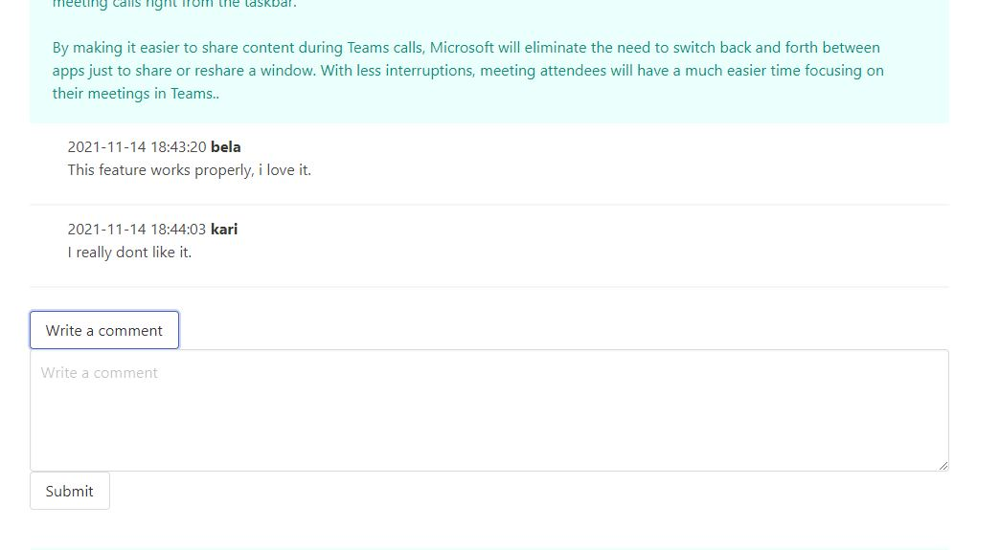 meeting calls right from the taskbar.
By making it easier to share content during Teams calls, Microsoft will eliminate the need to switch back and forth between
apps just to share or reshare a window. With less interruptions, meeting attendees will have a much easier time focusing on
their meetings in Teams..
2021-11-14 18:43:20 bela
This feature works properly, i love it.
2021-11-14 18:44:03 kari
I really dont like it.
Write a comment
Write a comment
Submit